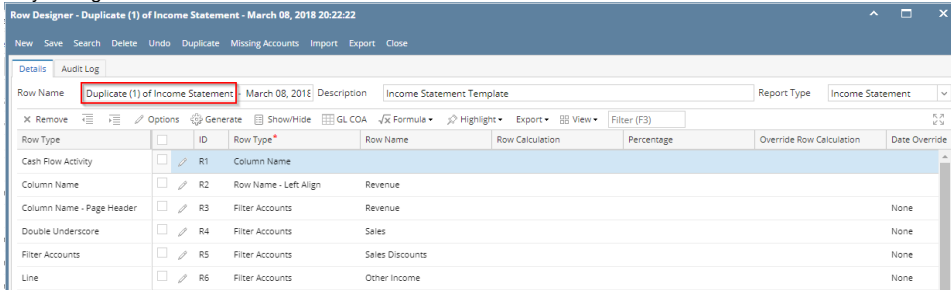 Row Designer - Duplicate (1) of Income Statement - March 08, 2018 20:22:22
New Save Search Delete Undo Duplicate Missing Accounts Import Export Close
Details Audit Log
Row Name Duplicate (1) of Income Statement - March 08, 2018 Description Income Statement Template Report Type Income Statement
Remove Options Generate Show/Hide GL COA Formula Highlight Export View Filter (F3)
Row Type ID Row Type* Row Name Row Calculation Percentage Override Row Calculation Date Override
Cash Flow Activity R1 Column Name
Column Name R2 Row Name - Left Align Revenue
Column Name - Page Header R3 Filter Accounts Revenue None
Double Underscore R4 Filter Accounts Sales None
Filter Accounts R5 Filter Accounts Sales Discounts None
Line R6 Filter Accounts Other Income None